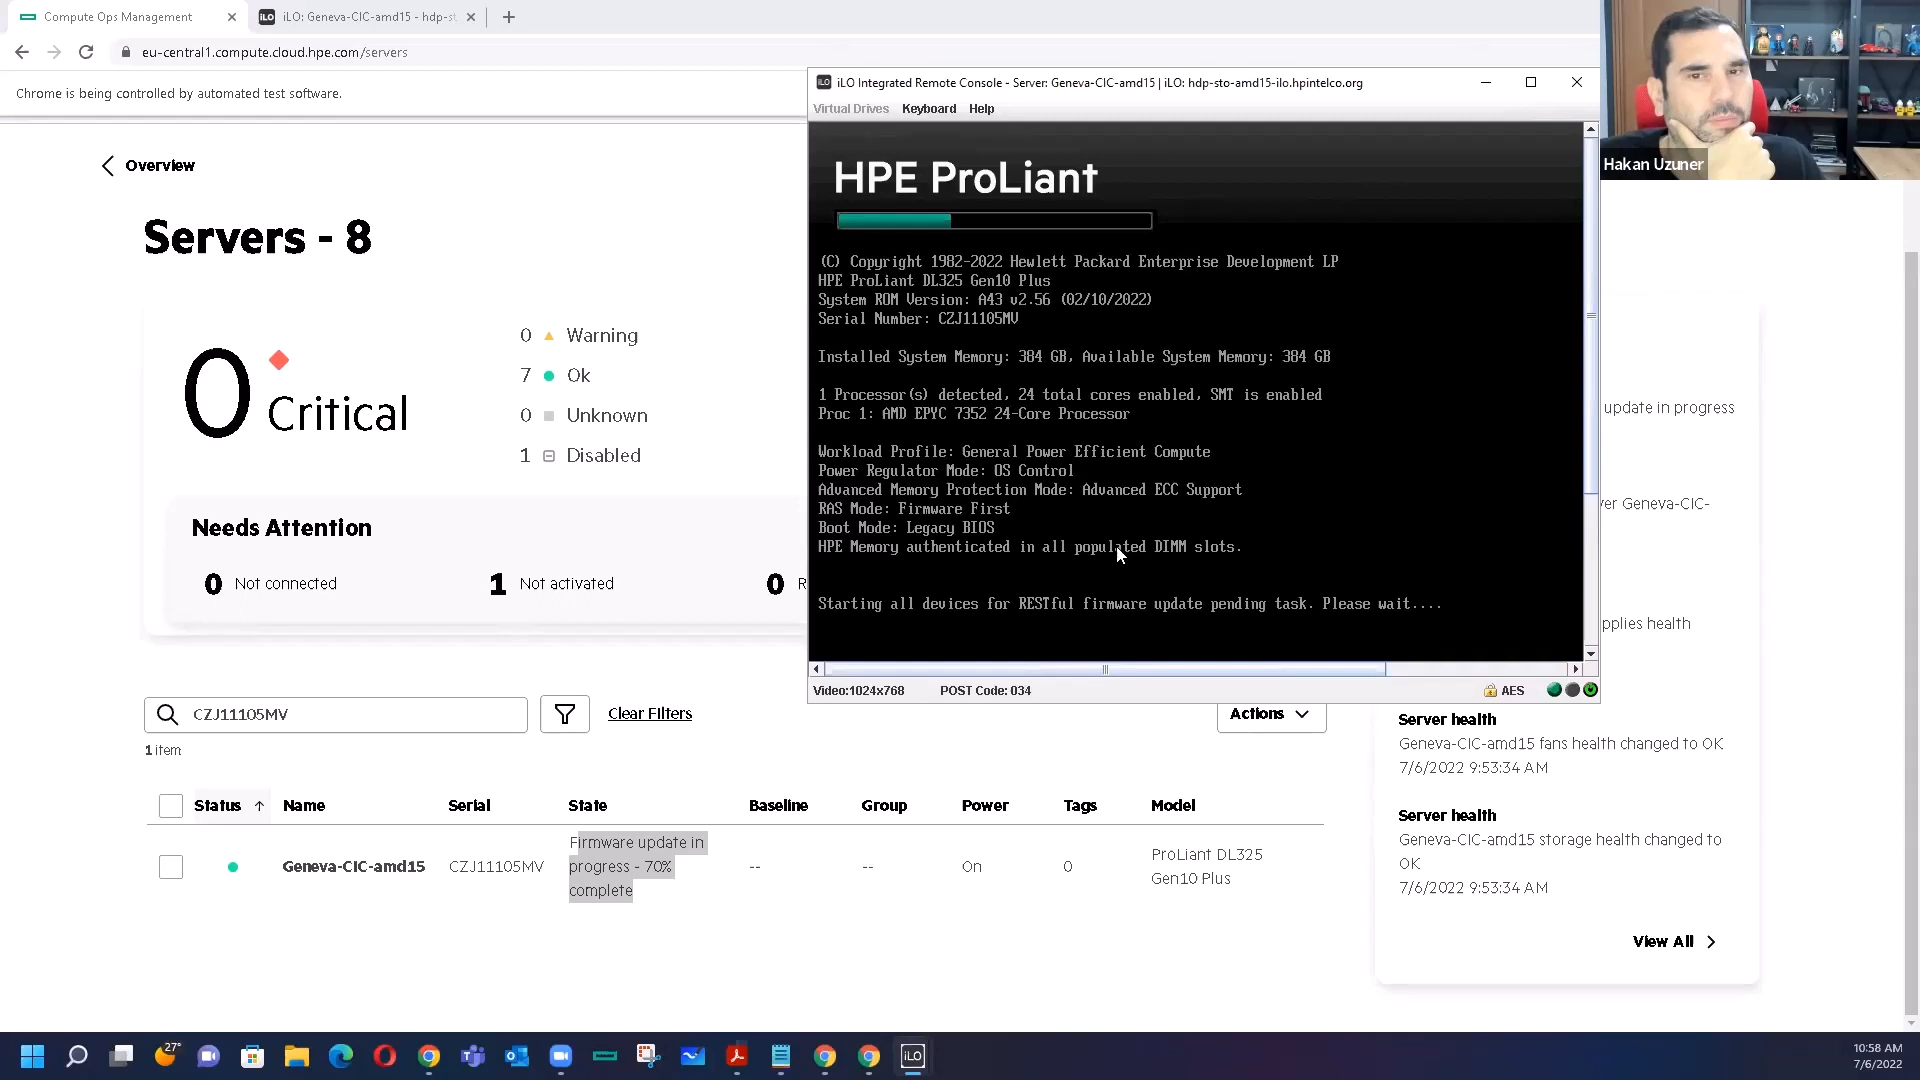 Compute Ops Management
iLO
iLO: Geneva-CIC-amd15 - hdp-st
eu-central1.compute.cloud.hpe.com/servers
Chrome is being controlled by automated test software.
iLO
iLO Integrated Remote Console - Server: Geneva-CIC-amd15 | iLO: hdp-sto-amd15-ilo.hpintelco.org
Virtual Drives Keyboard Help
Hakan Uzuner
Overview
Servers - 8
0 Critical
0 Warning
7 Ok
0 Unknown
1 Disabled
Needs Attention
0 Not connected
1 Not activated
0 R
HPE ProLiant
(C) Copyright 1982-2022 Hewlett Packard Enterprise Development LP
HPE ProLiant DL325 Gen10 Plus
System ROM Version: A43 v2.56 (02/10/2022)
Serial Number: CZJ11105MV
Installed System Memory: 384 GB, Available System Memory: 384 GB
1 Processor(s) detected, 24 total cores enabled, SMT is enabled
Proc 1: AMD EPYC 7352 24-Core Processor
Workload Profile: General Power Efficient Compute
Power Regulator Mode: OS Control
Advanced Memory Protection Mode: Advanced ECC Support
RAS Mode: Firmware First
Boot Mode: Legacy BIOS
HPE Memory authenticated in all populated DIMM slots.
Starting all devices for RESTful firmware update pending task. Please wait....
Video:1024x768 POST Code: 034 AES
update in progress
ver Geneva-CIC-
pplies health
CZJ11105MV
Clear Filters
Actions
1 item
Status Name Serial State Baseline Group Power Tags Model
Geneva-CIC-amd15 CZJ11105MV
Firmware update in
progress - 70%
complete
-- -- On 0
ProLiant DL325
Gen10 Plus
Server health
Geneva-CIC-amd15 fans health changed to OK
7/6/2022 9:53:34 AM
Server health
Geneva-CIC-amd15 storage health changed to
OK
7/6/2022 9:53:34 AM
View All
27°
iLO
10:58 AM
7/6/2022